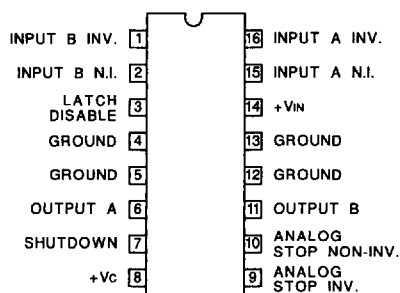 INPUT B INV. 1
16 INPUT A INV.
INPUT B N.I. 2
15 INPUT A N.I.
LATCH
DISABLE 3
14 +VIN
GROUND 4
13 GROUND
GROUND 5
12 GROUND
OUTPUT A 6
11 OUTPUT B
SHUTDOWN 7
10 ANALOG
STOP NON-INV.
+VC 8
9 ANALOG
STOP INV.